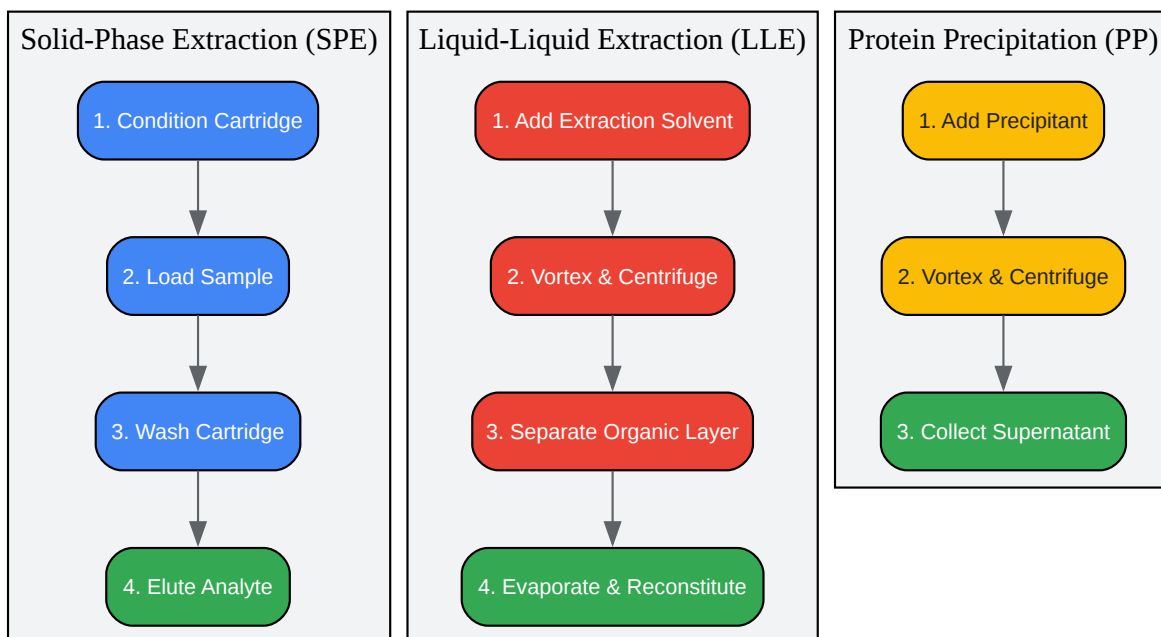 Solid-Phase Extraction (SPE)
1. Condition Cartridge
2. Load Sample
3. Wash Cartridge
4. Elute Analyte
Liquid-Liquid Extraction (LLE)
1. Add Extraction Solvent
2. Vortex & Centrifuge
3. Separate Organic Layer
4. Evaporate & Reconstitute
Protein Precipitation (PP)
1. Add Precipitant
2. Vortex & Centrifuge
3. Collect Supernatant